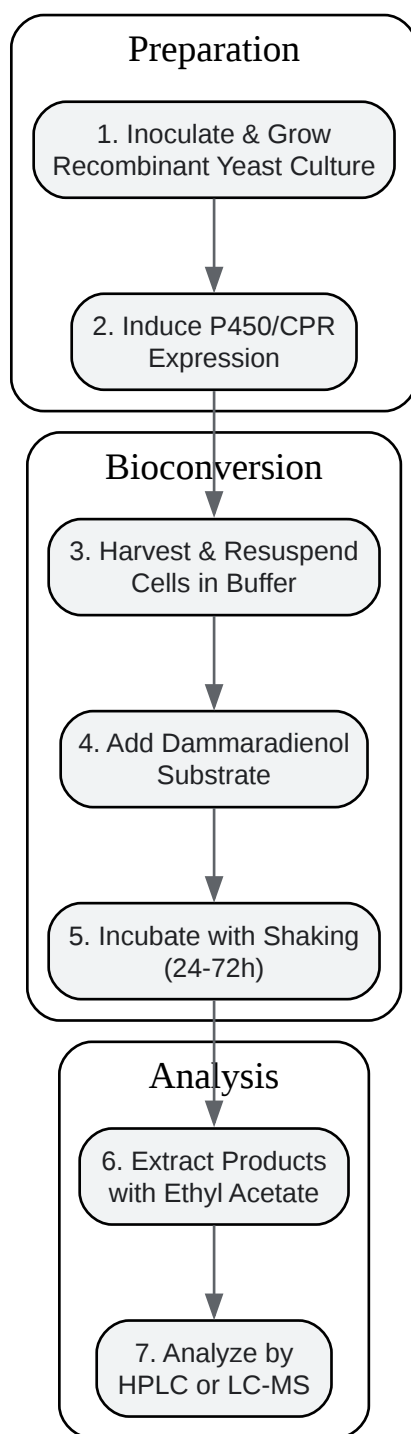 Preparation
1. Inoculate & Grow
Recombinant Yeast Culture
2. Induce P450/CPR
Expression
Bioconversion
3. Harvest & Resuspend
Cells in Buffer
4. Add Dammaradienol
Substrate
5. Incubate with Shaking
(24-72h)
Analysis
6. Extract Products
with Ethyl Acetate
7. Analyze by
HPLC or LC-MS